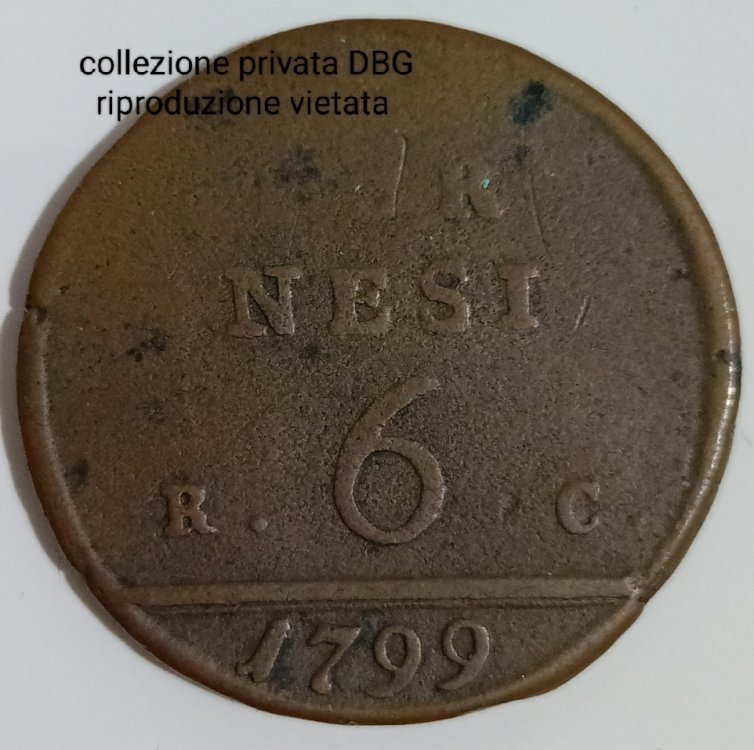 collezione privata DBG
riproduzione vietata
R
NESI
6
R. C
1799